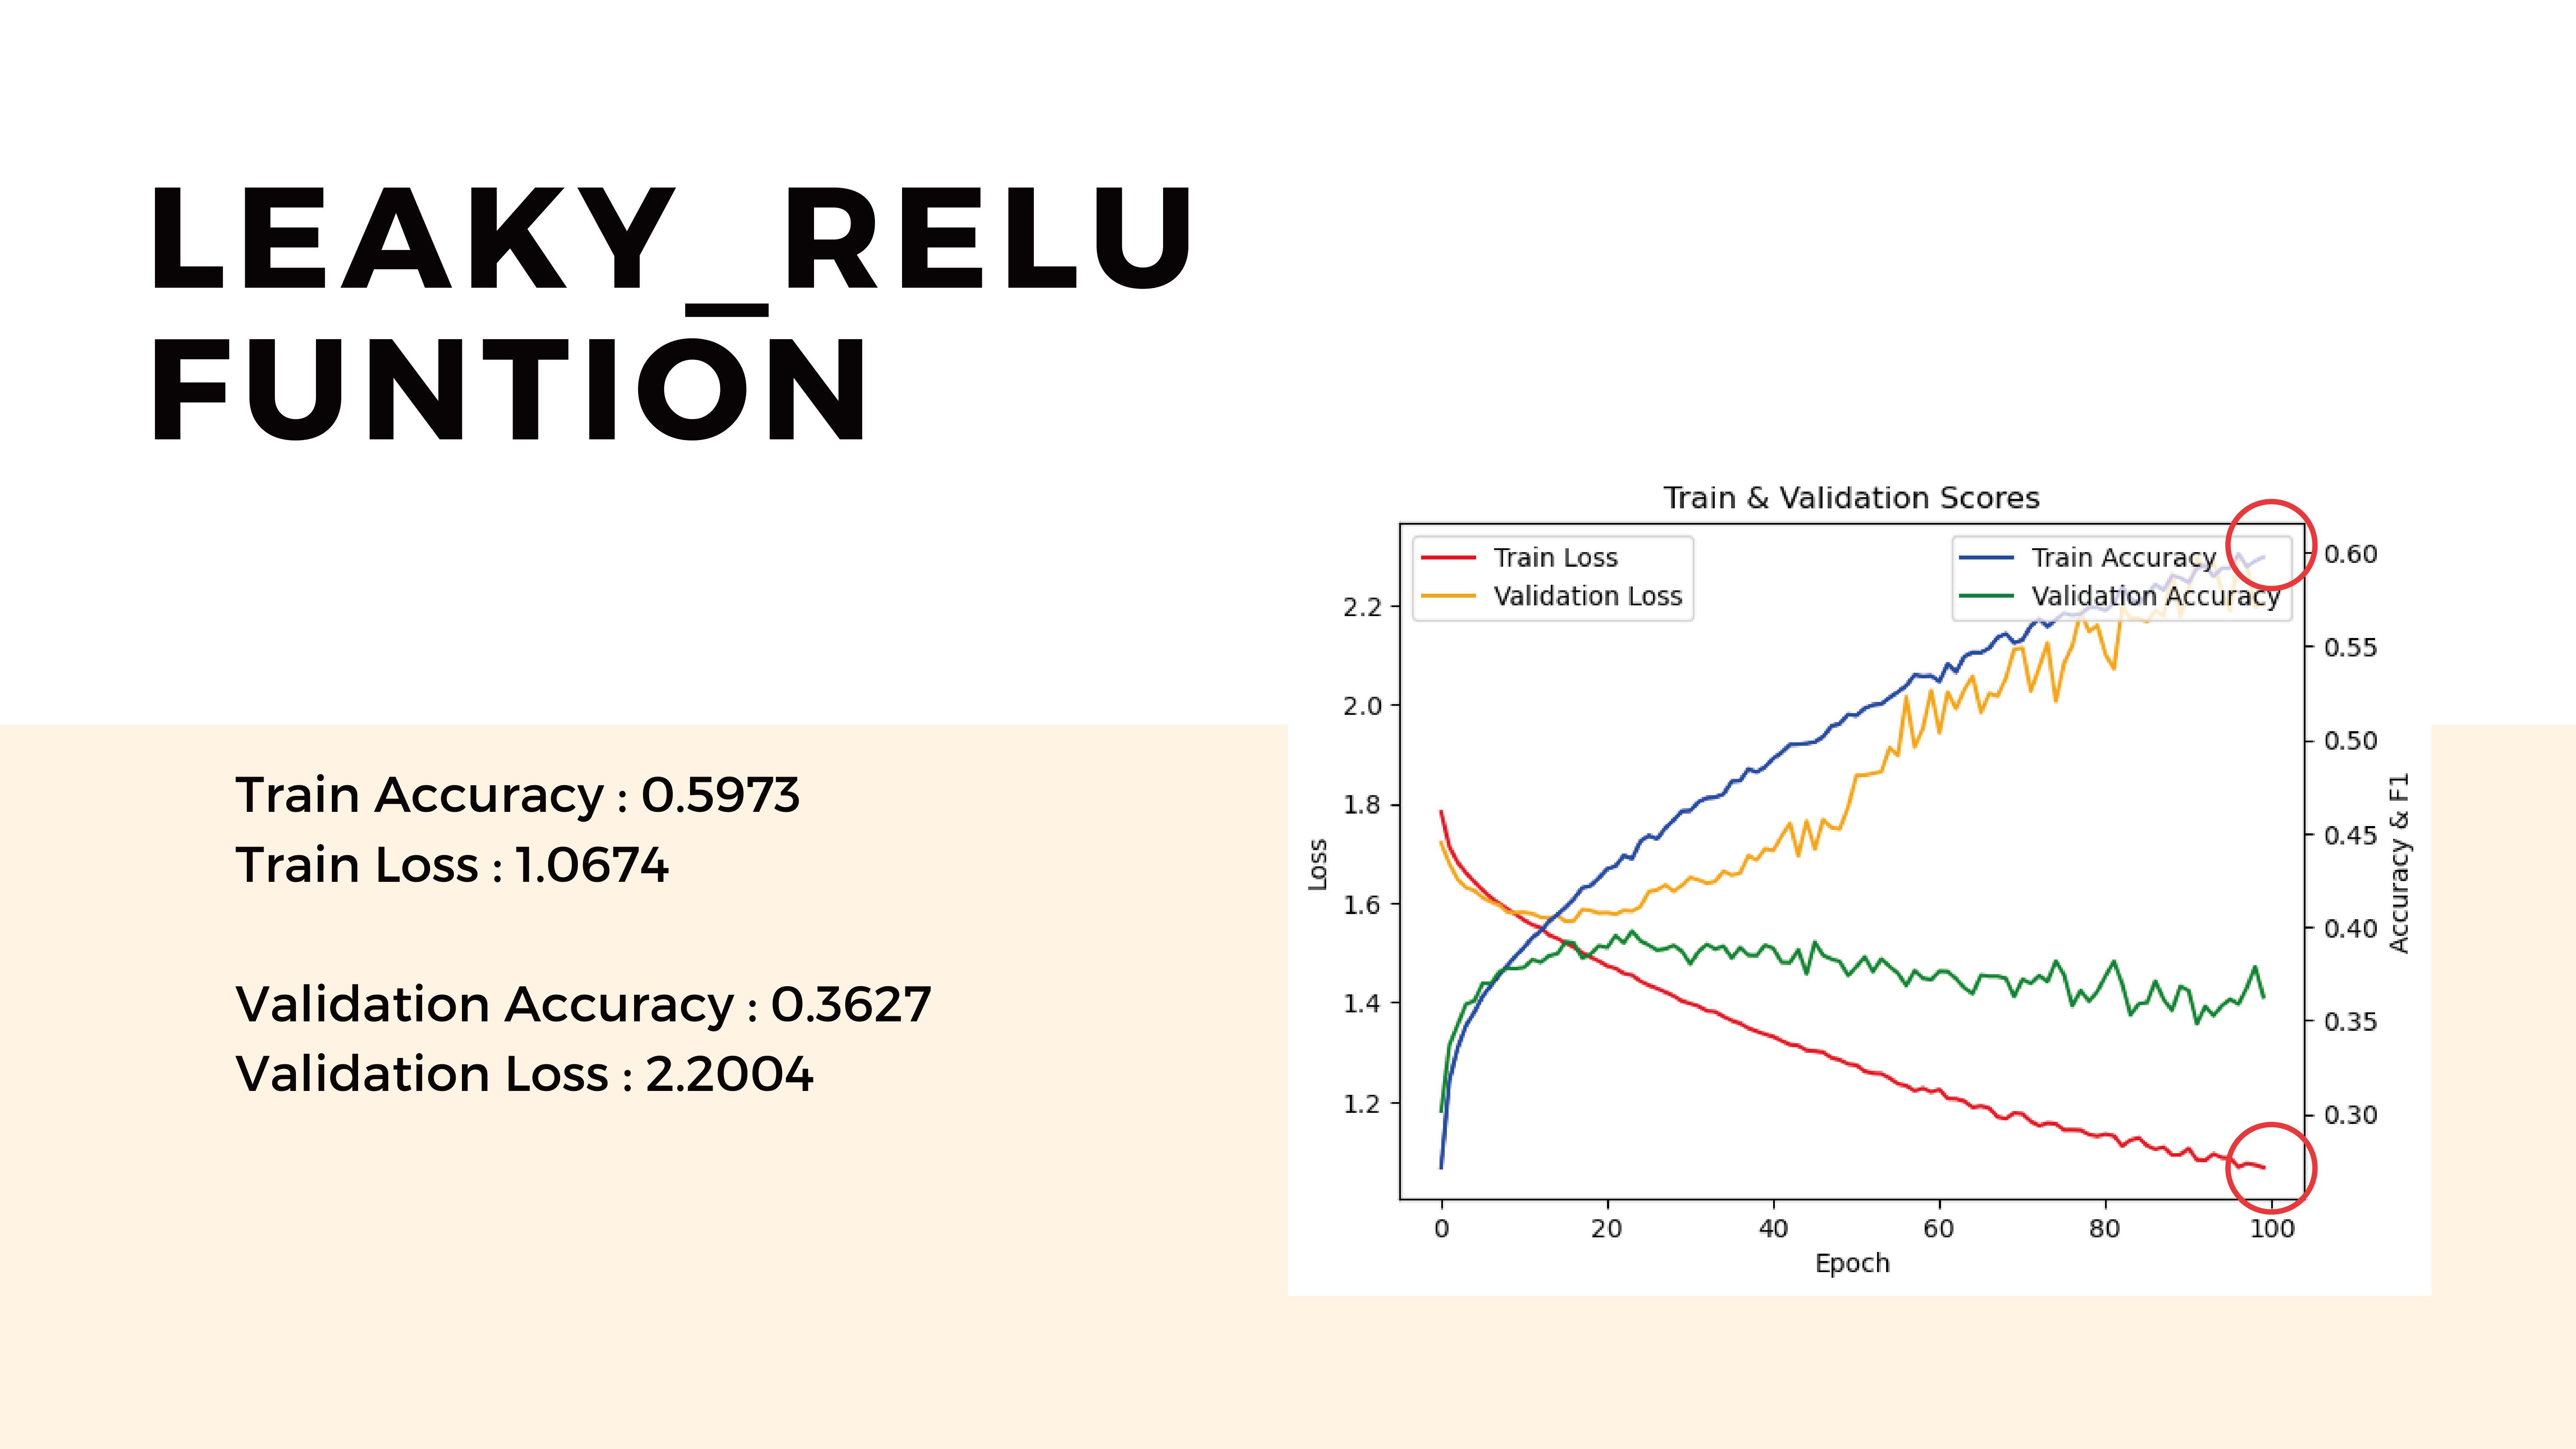 LEAKY_RELU
FUNTION
Train Accuracy : 0.5973
Train Loss : 1.0674
Validation Accuracy : 0.3627
Validation Loss : 2.2004
Train & Validation Scores
Train Loss
Validation Loss
Train Accuracy
Validation Accuracy
2.2
2.0
1.8
1.6
1.4
1.2
Loss
0.60
0.55
0.50
0.45
0.40
0.35
0.30
Accuracy & F1
0 20 40 60 80 100
Epoch